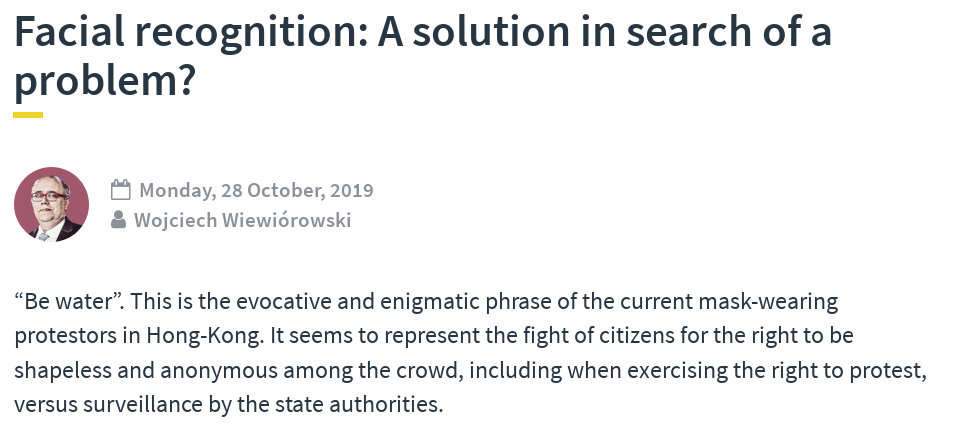 Facial recognition: A solution in search of a
problem?
Monday, 28 October, 2019
Wojciech Wiewiórowski
“Be water”. This is the evocative and enigmatic phrase of the current mask-wearing
protestors in Hong-Kong. It seems to represent the fight of citizens for the right to be
shapeless and anonymous among the crowd, including when exercising the right to protest,
versus surveillance by the state authorities.